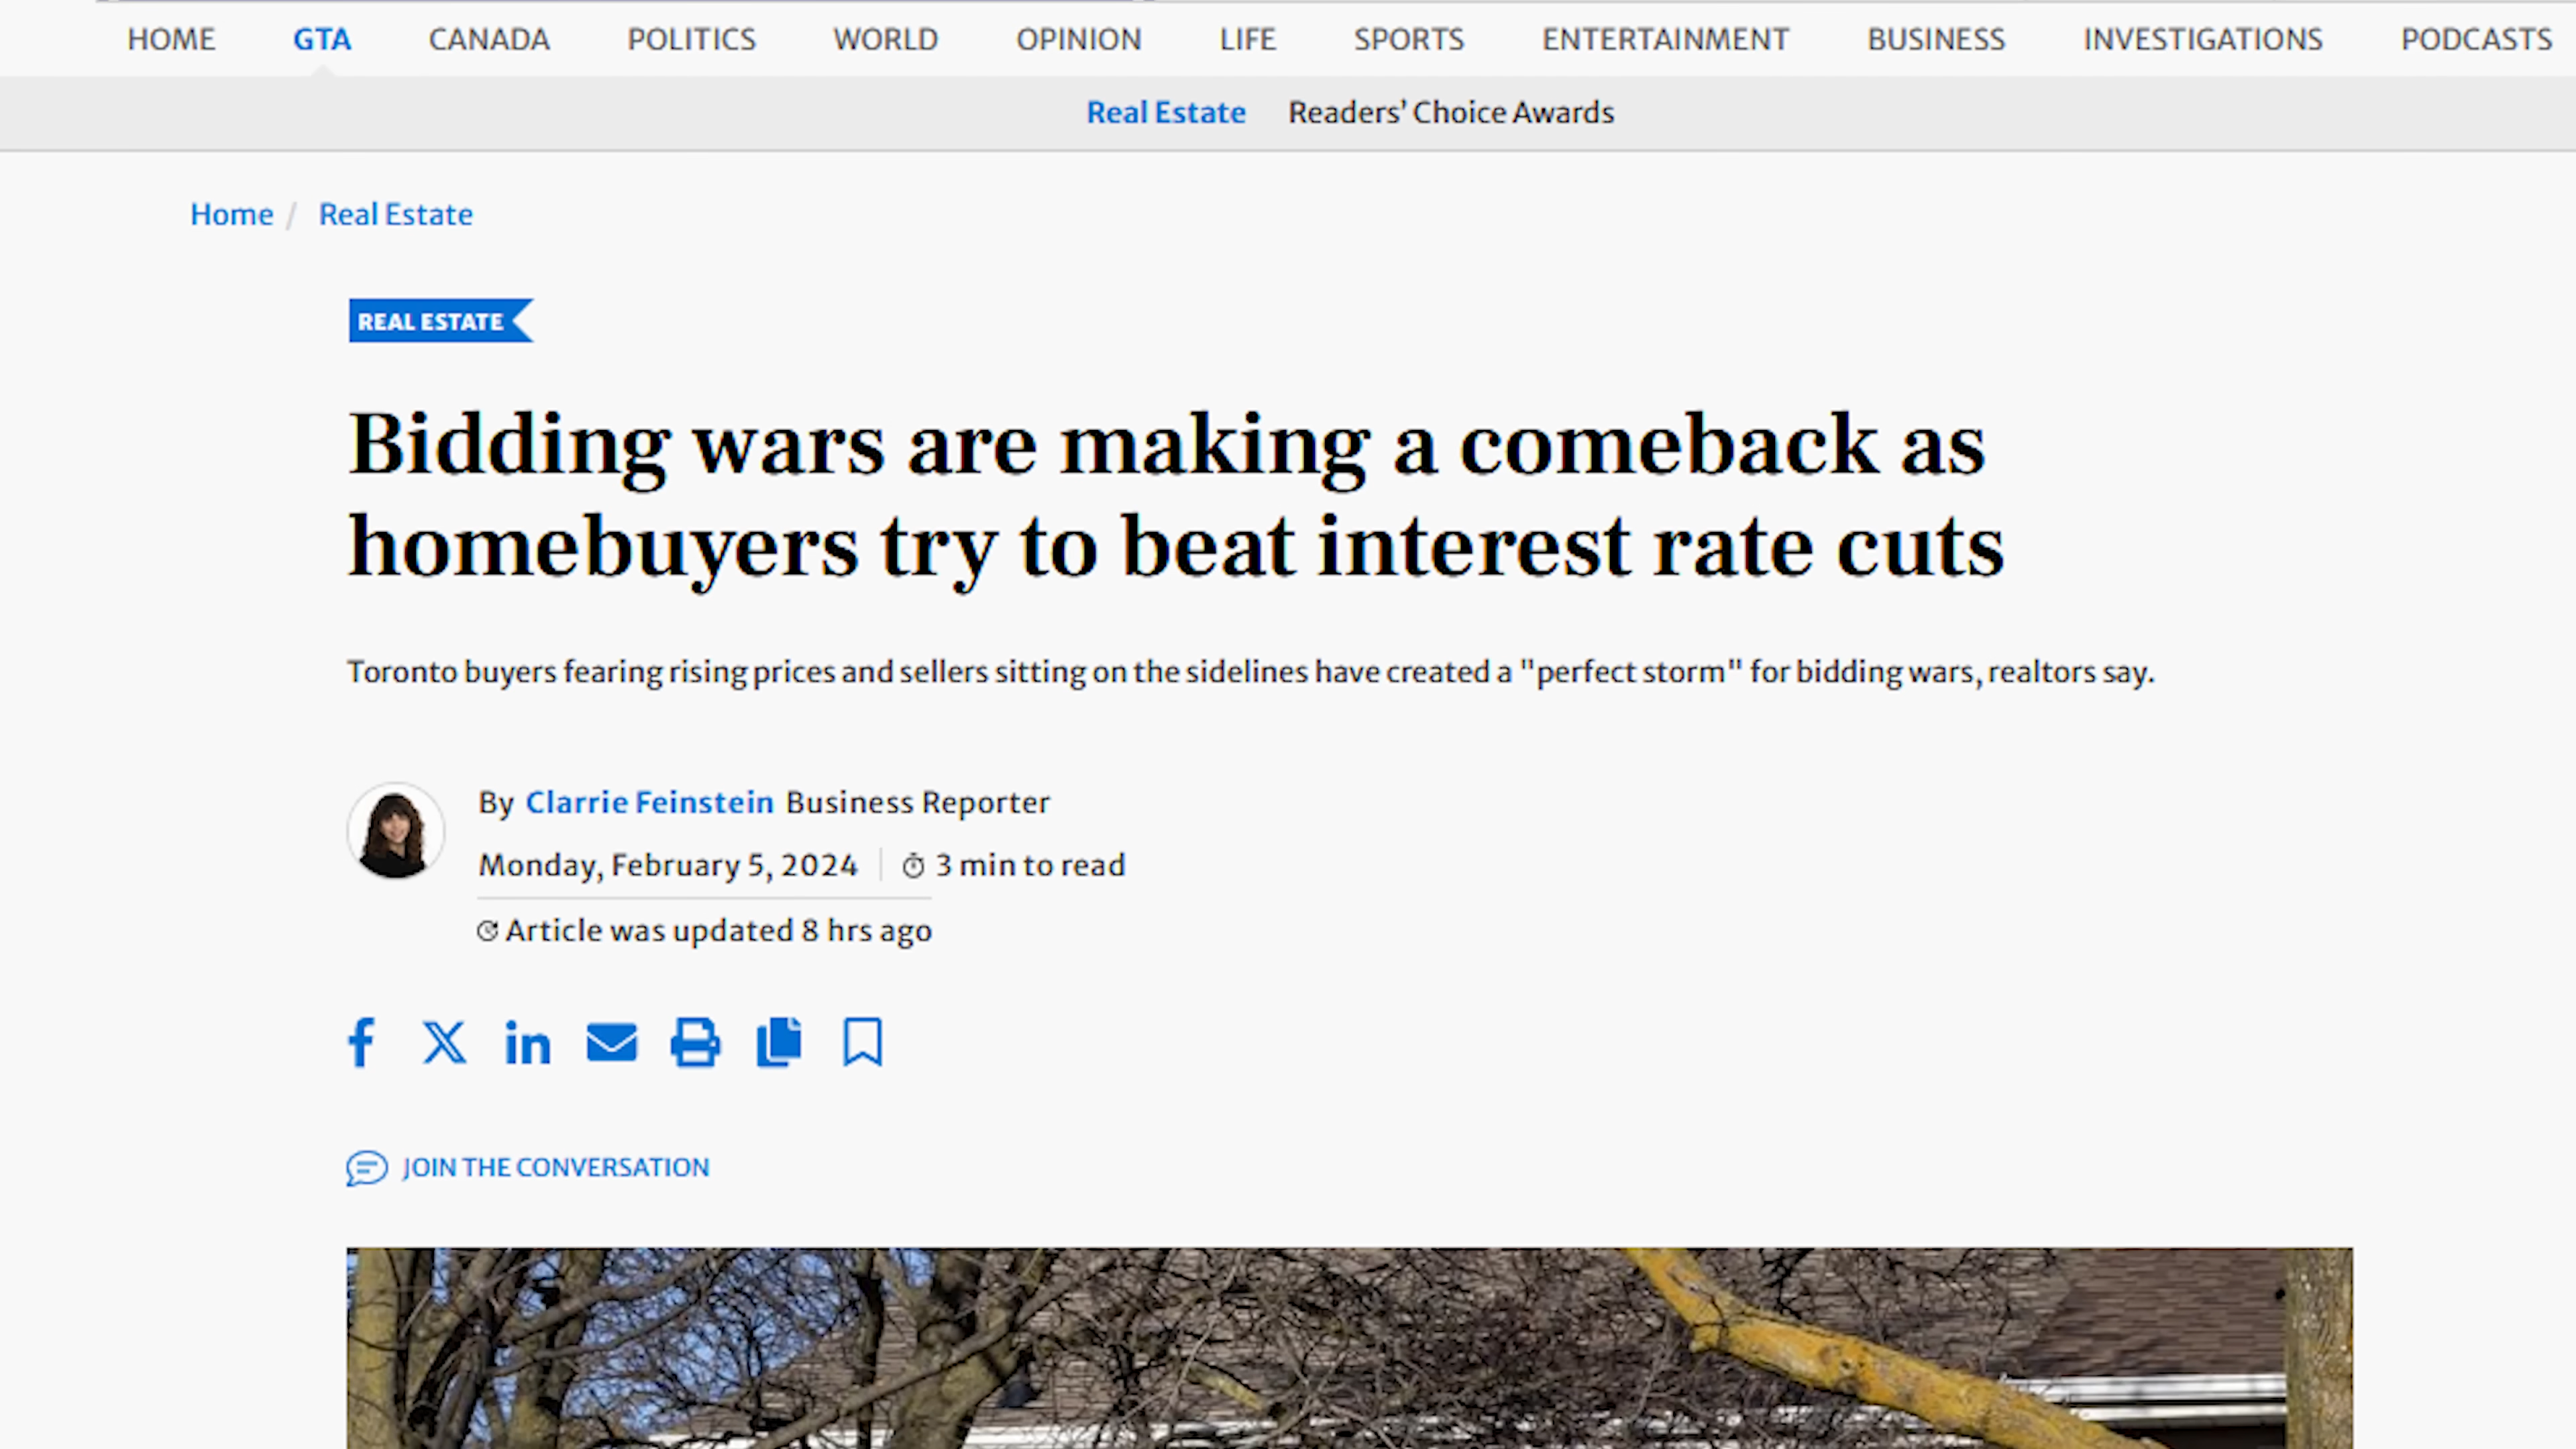 HOME GTA CANADA POLITICS WORLD OPINION LIFE SPORTS ENTERTAINMENT BUSINESS INVESTIGATIONS PODCASTS
Real Estate Readers’ Choice Awards
Home / Real Estate
REAL ESTATE
Bidding wars are making a comeback as
homebuyers try to beat interest rate cuts
Toronto buyers fearing rising prices and sellers sitting on the sidelines have created a "perfect storm" for bidding wars, realtors say.
By Clarrie Feinstein Business Reporter
Monday, February 5, 2024 | 3 min to read
Article was updated 8 hrs ago
JOIN THE CONVERSATION